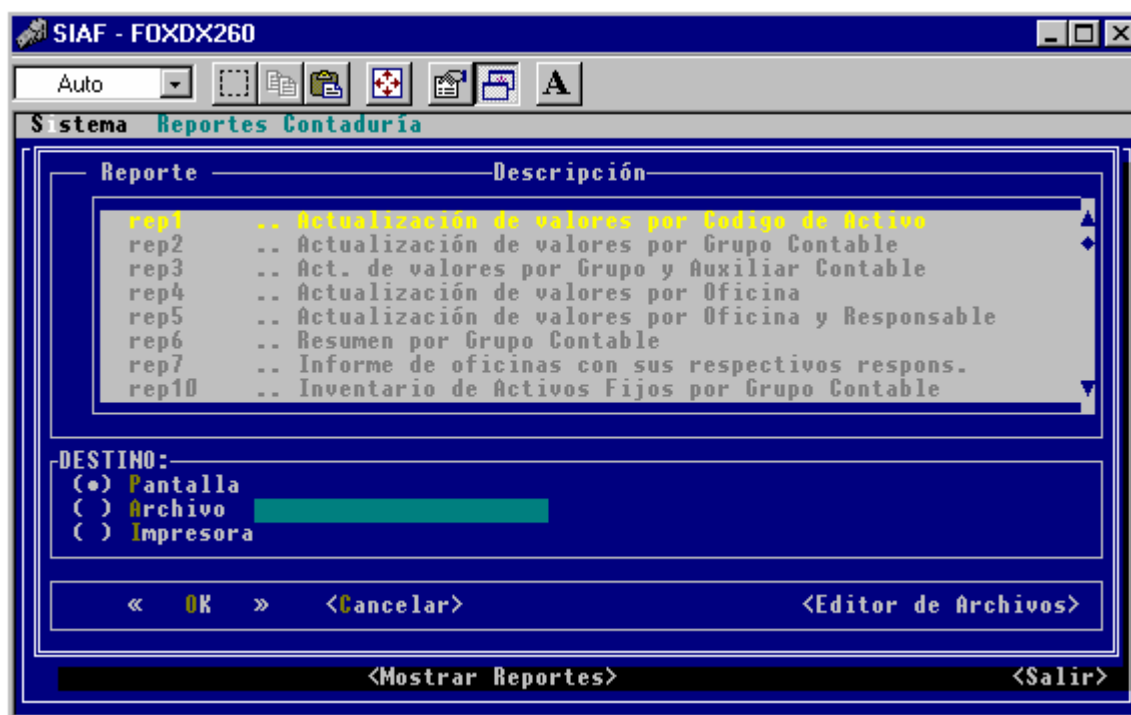 SIAF - FOXDX260
Auto
A
Sistema Reportes Contaduría
Reporte Descripción
rep1 .. Actualización de valores por Codigo de Activo
rep2 .. Actualización de valores por Grupo Contable
rep3 .. Act. de valores por Grupo y Auxiliar Contable
rep4 .. Actualización de valores por Oficina
rep5 .. Actualización de valores por Oficina y Responsable
rep6 .. Resumen por Grupo Contable
rep7 .. Informe de oficinas con sus respectivos respons.
rep10 .. Inventario de Activos Fijos por Grupo Contable
DESTINO:
(•) Pantalla
( ) Archivo
( ) Impresora
« OK » <Cancelar> <Editor de Archivos>
<Mostrar Reportes> <Salir>